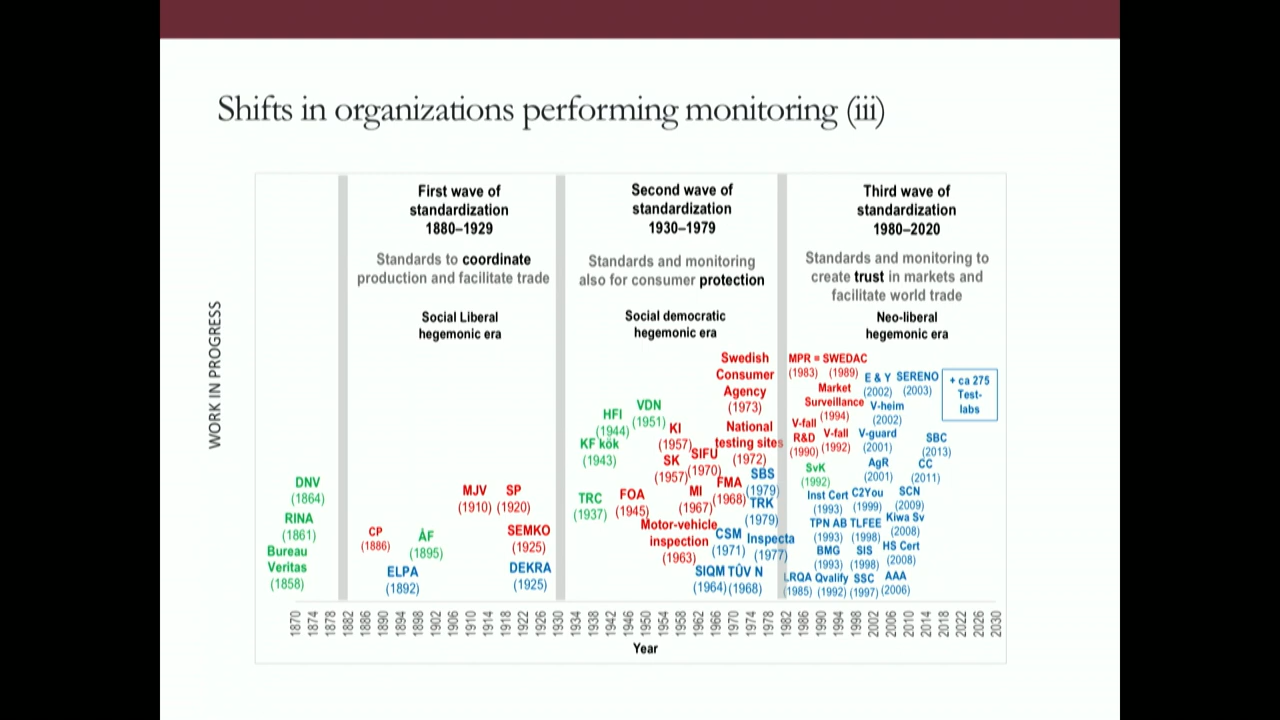 Shifts in organizations performing monitoring (iii)
WORK IN PROGRESS
First wave of
standardization
1880–1929
Standards to coordinate
production and facilitate trade
Social Liberal
hegemonic era
Second wave of
standardization
1930–1979
Standards and monitoring
also for consumer protection
Social democratic
hegemonic era
Third wave of
standardization
1980–2020
Standards and monitoring to
create trust in markets and
facilitate world trade
Neo-liberal
hegemonic era
DNV
(1864)
RINA
(1861)
Bureau
Veritas
(1858)
CP
(1886)
ÅF
(1895)
ELPA
(1892)
MJV
(1910)
SP
(1920)
SEMKO
(1925)
DEKRA
(1925)
HFI
(1944)
VDN
(1951)
KF kök
(1943)
TRC
(1937)
FOA
(1945)
KI
(1957)
SK
(1957)
SIFU
(1970)
MI
(1967)
FMA
(1968)
Motor-vehicle
inspection
(1963)
Swedish
Consumer
Agency
(1973)
National
testing sites
(1972)
SBS
(1979)
TRK
(1979)
CSM
(1971)
Inspecta
(1977)
SIQM
(1964)
TÜV N
(1968)
MPR = SWEDAC
(1983) (1989)
Market
Surveillance
(1994)
E & Y
(2002)
SERENO
(2003)
+ ca 275
Test-
labs
V-heim
(2002)
V-fall
R&D
(1990)
V-fall
(1992)
V-guard
(2001)
SBC
(2013)
SvK
(1992)
AgR
(2001)
CC
(2011)
Inst Cert
(1993)
C2You
(1999)
SCN
(2009)
TPN AB
(1993)
TLFEE
(1998)
Kiwa Sv
(2008)
BMG
(1993)
SIS
(1998)
HS Cert
(2008)
LRQA
(1985)
Qvalify
(1992)
SSC
(1997)
AAA
(2006)
1870 1874 1878 1882 1886 1890 1894 1898 1902 1906 1910 1914 1918 1922 1926 1930 1934 1938 1942 1946 1950 1954 1958 1962 1966 1970 1974 1978 1982 1986 1990 1994 1998 2002 2006 2010 2014 2018 2022 2026 2030
Year